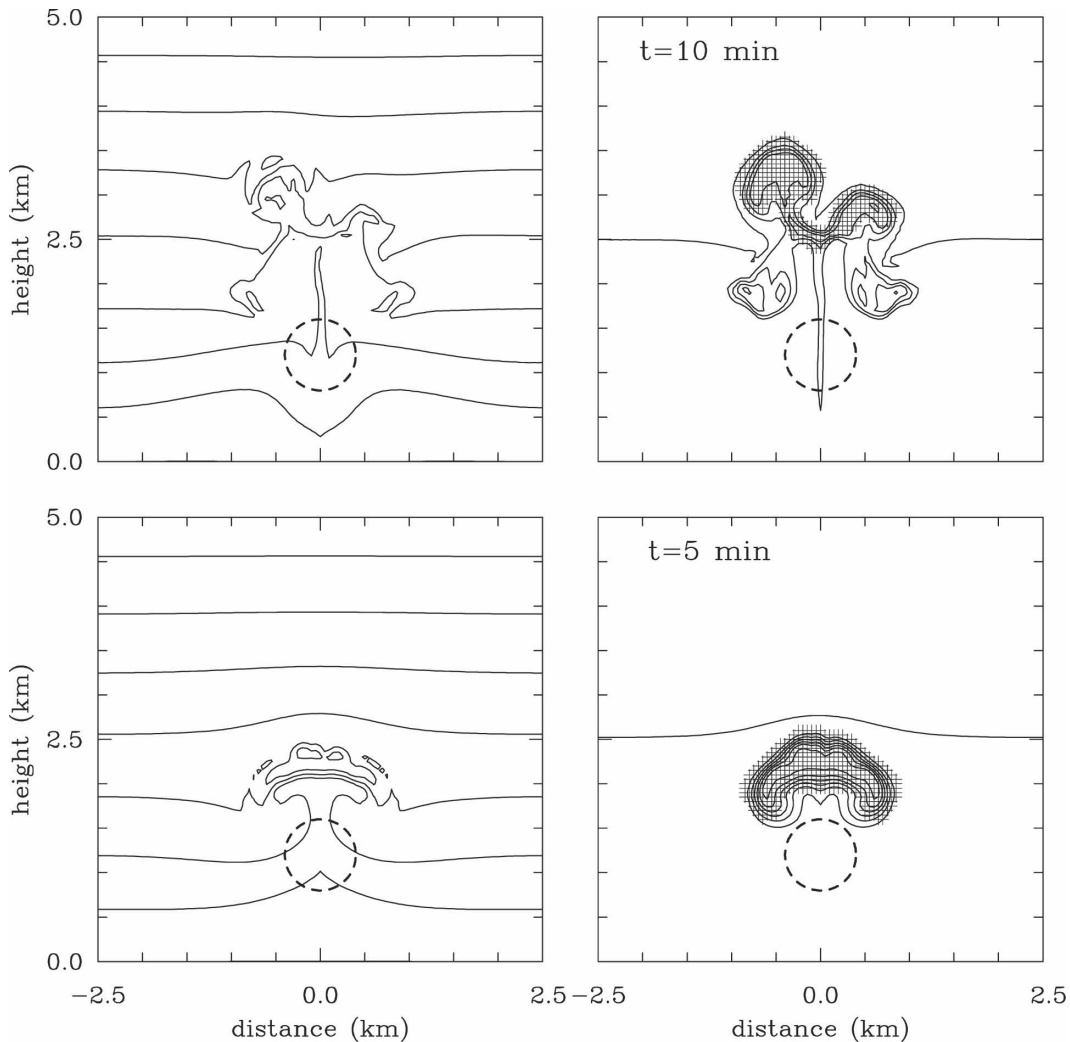 5.0
t=10 min
height (km)
2.5
0.0
5.0
t=5 min
height (km)
2.5
0.0
−2.5 0.0 2.5 −2.5 0.0 2.5
distance (km) distance (km)